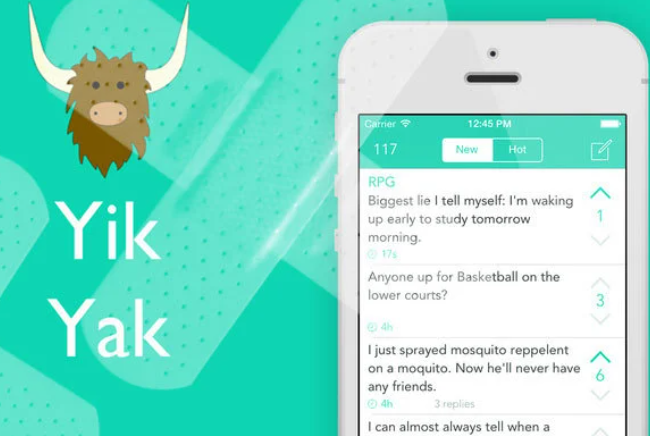 Yik
Yak
Carrier 12:45 PM
117 New Hot
RPG
Biggest lie I tell myself: I'm waking
up early to study tomorrow
morning.
1
17s
Anyone up for Basketball on the
lower courts?
3
4h
I just sprayed mosquito reppelent
on a moquito. Now he'll never have
any friends.
6
4h 3 replies
I can almost always tell when a